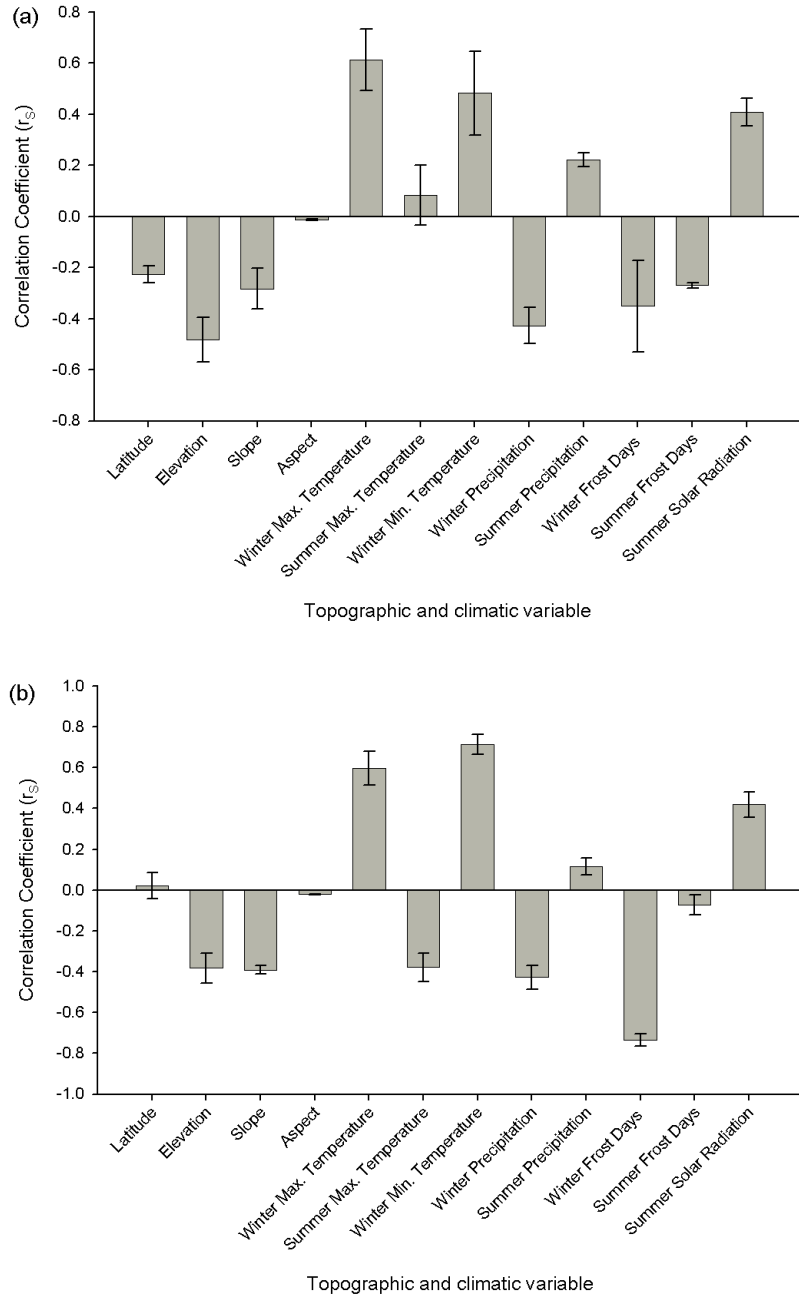 (a)
Correlation Coefficient (rS)
0.8
0.6
0.4
0.2
0.0
-0.2
-0.4
-0.6
-0.8
Latitude
Elevation
Slope
Aspect
Winter Max. Temperature
Summer Max. Temperature
Winter Min. Temperature
Winter Precipitation
Summer Precipitation
Winter Frost Days
Summer Frost Days
Summer Solar Radiation
Topographic and climatic variable
(b)
Correlation Coefficient (rS)
1.0
0.8
0.6
0.4
0.2
0.0
-0.2
-0.4
-0.6
-0.8
-1.0
Latitude
Elevation
Slope
Aspect
Winter Max. Temperature
Summer Max. Temperature
Winter Min. Temperature
Winter Precipitation
Summer Precipitation
Winter Frost Days
Summer Frost Days
Summer Solar Radiation
Topographic and climatic variable